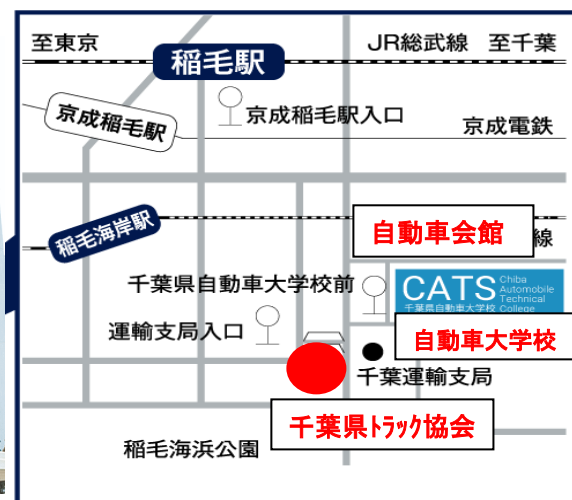 至東京
JR総武線 至千葉
稲毛駅
京成稲毛駅入口
京成稲毛駅
京成電鉄
稲毛海岸駅
自動車会館
線
千葉県自動車大学校前
CATS
Chiba
Automobile
Technical
College
千葉県自動車大学校
運輸支局入口
自動車大学校
千葉運輸支局
千葉県トラック協会
稲毛海浜公園